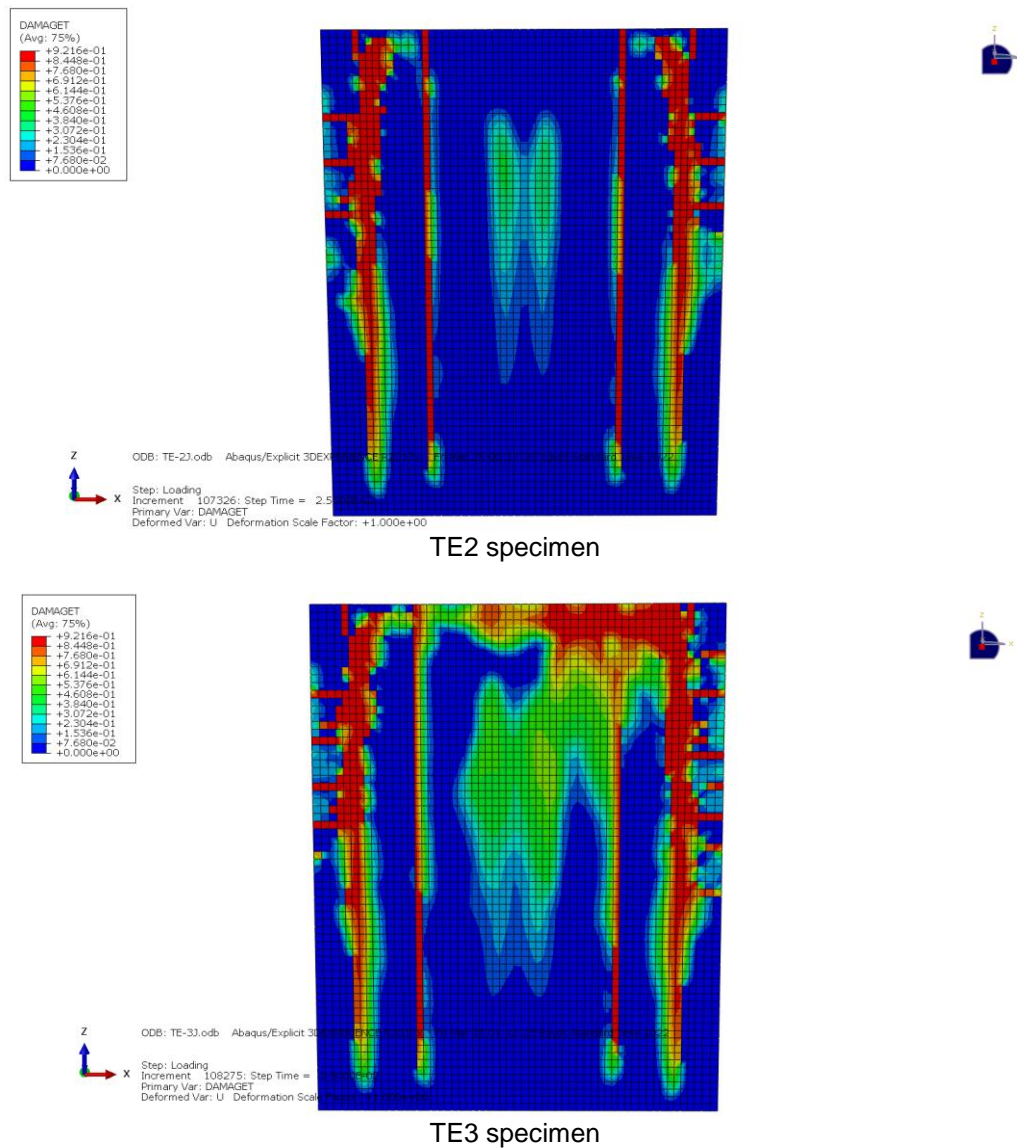 DAMAGET
(Avg: 75%)
+9.216e-01
+8.448e-01
+7.680e-01
+6.912e-01
+6.144e-01
+5.376e-01
+4.608e-01
+3.840e-01
+3.072e-01
+2.304e-01
+1.536e-01
+7.680e-02
+0.000e+00
z
Z
X
ODB: TE-2J.odb Abaqus/Explicit
Step: Loading
Increment 107326: Step Time =
Primary Var: DAMAGET
Deformed Var: U Deformation Scale Factor: +1.000e+00
TE2 specimen
DAMAGET
(Avg: 75%)
+9.216e-01
+8.448e-01
+7.680e-01
+6.912e-01
+6.144e-01
+5.376e-01
+4.608e-01
+3.840e-01
+3.072e-01
+2.304e-01
+1.536e-01
+7.680e-02
+0.000e+00
z
x
Z
X
ODB: TE-3J.odb Abaqus/Explicit
Step: Loading
Increment 108275: Step Time =
Primary Var: DAMAGET
Deformed Var: U Deformation
TE3 specimen